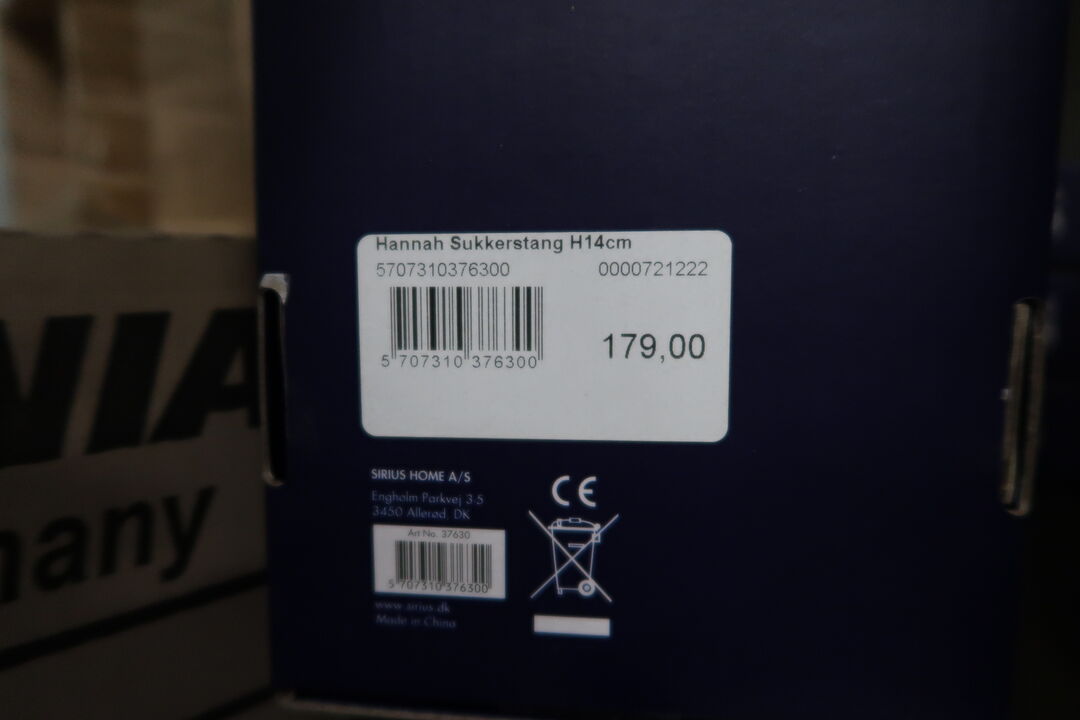 Hannah Sukkerstang H14cm
5707310376300 0000721222
5 707310 376300
179,00
SIRIUS HOME A/S
Engholm Parkvej 3-5
3450 Allerød, DK
Art No. 37630
5 707310 376300
www.sirius.dk
Made in China
CE
NIA
many